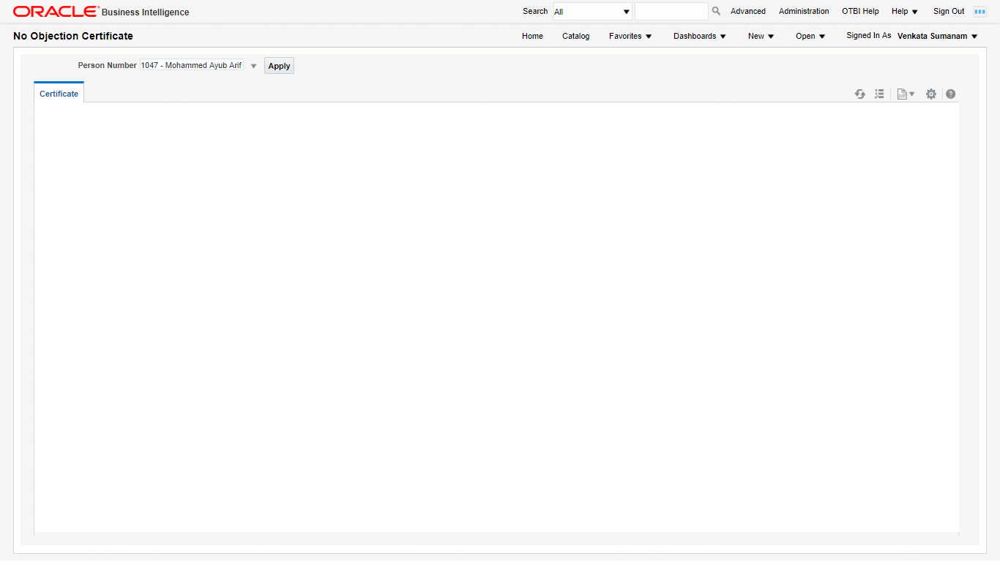 ORACLE Business Intelligence Search All Advanced Administration OTBI Help Help Sign Out
No Objection Certificate Home Catalog Favorites Dashboards New Open Signed In As Venkata Sumanam
Person Number 1047 - Mohammed Ayub Arif Apply
Certificate